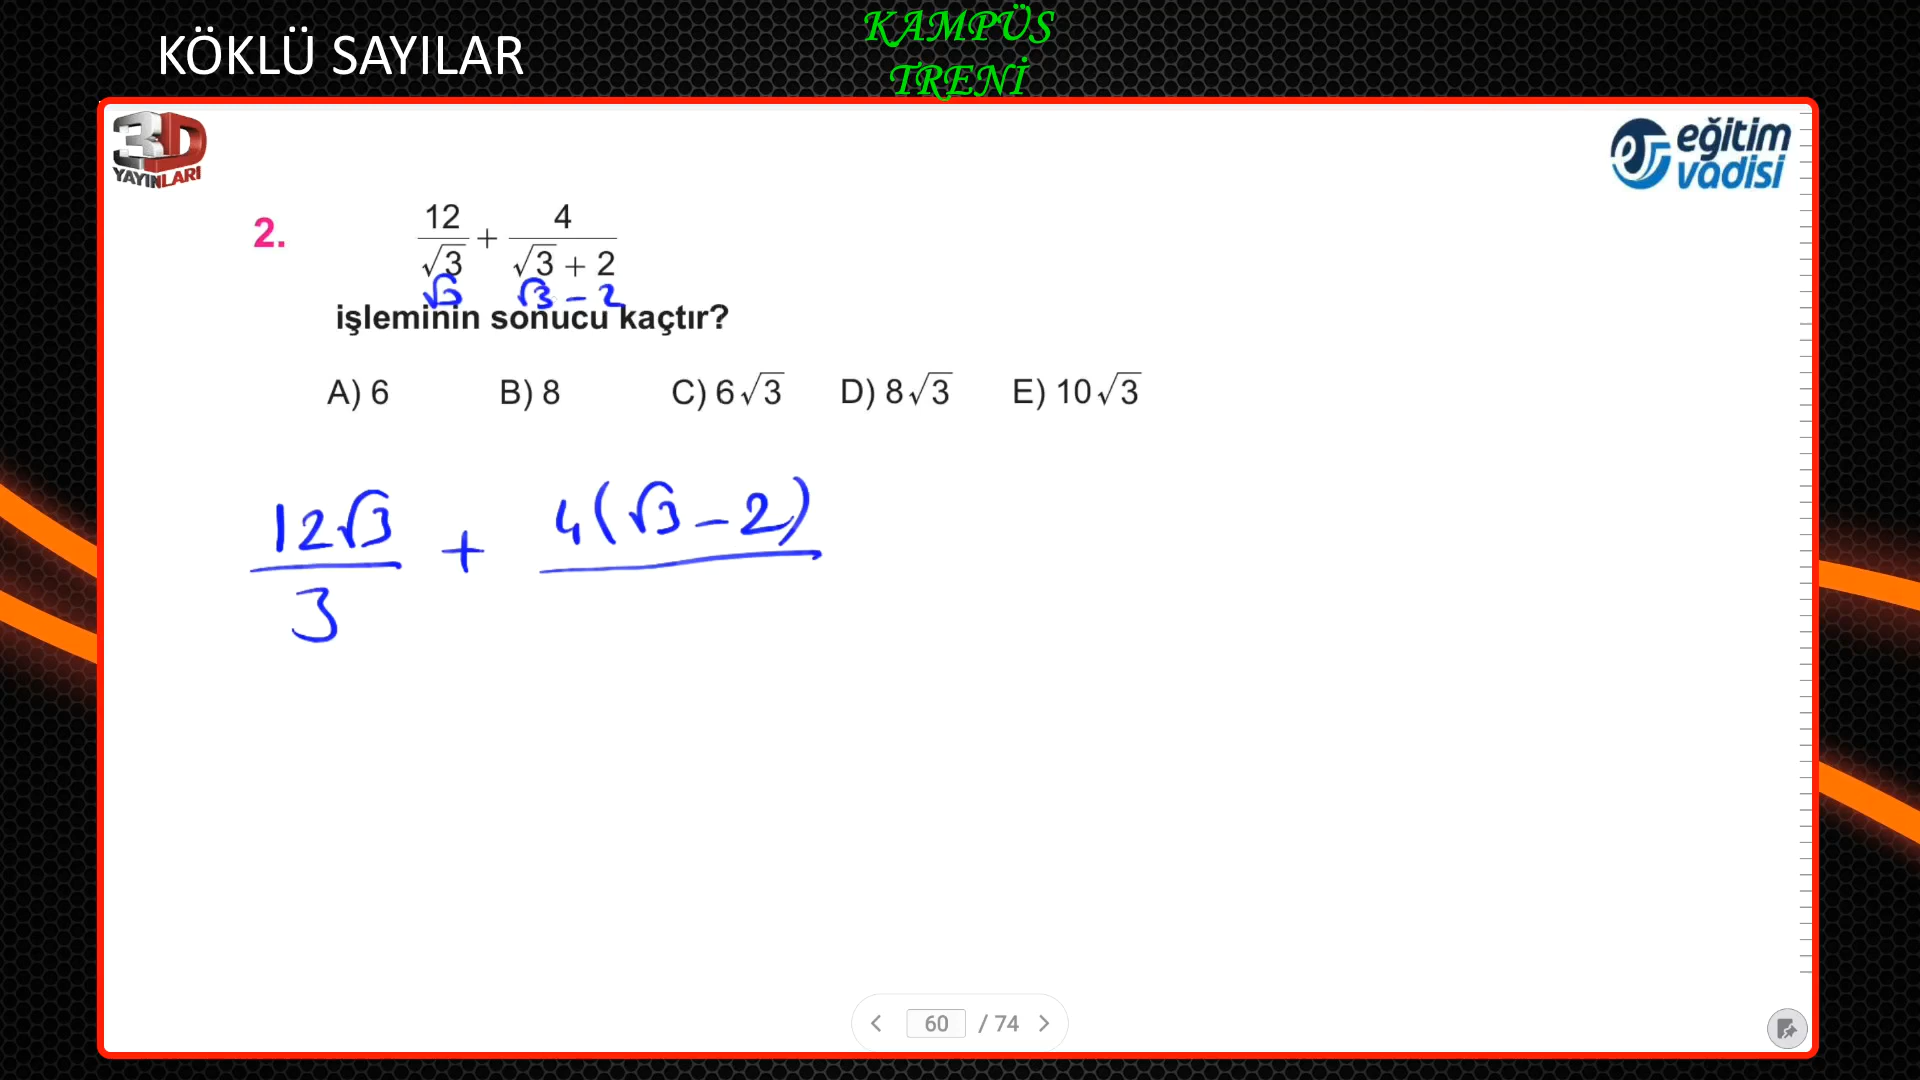 KÖKLÜ SAYILAR
KAMPÜS
TRENİ
3D
YAYINLARI
eğitim
vadisi
2. 12/√3 + 4/(√3 + 2)
√3 √3 − 2
işleminin sonucu kaçtır?
A) 6 B) 8 C) 6√3 D) 8√3 E) 10√3
12√3/3 + 4(√3 − 2)
60 / 74